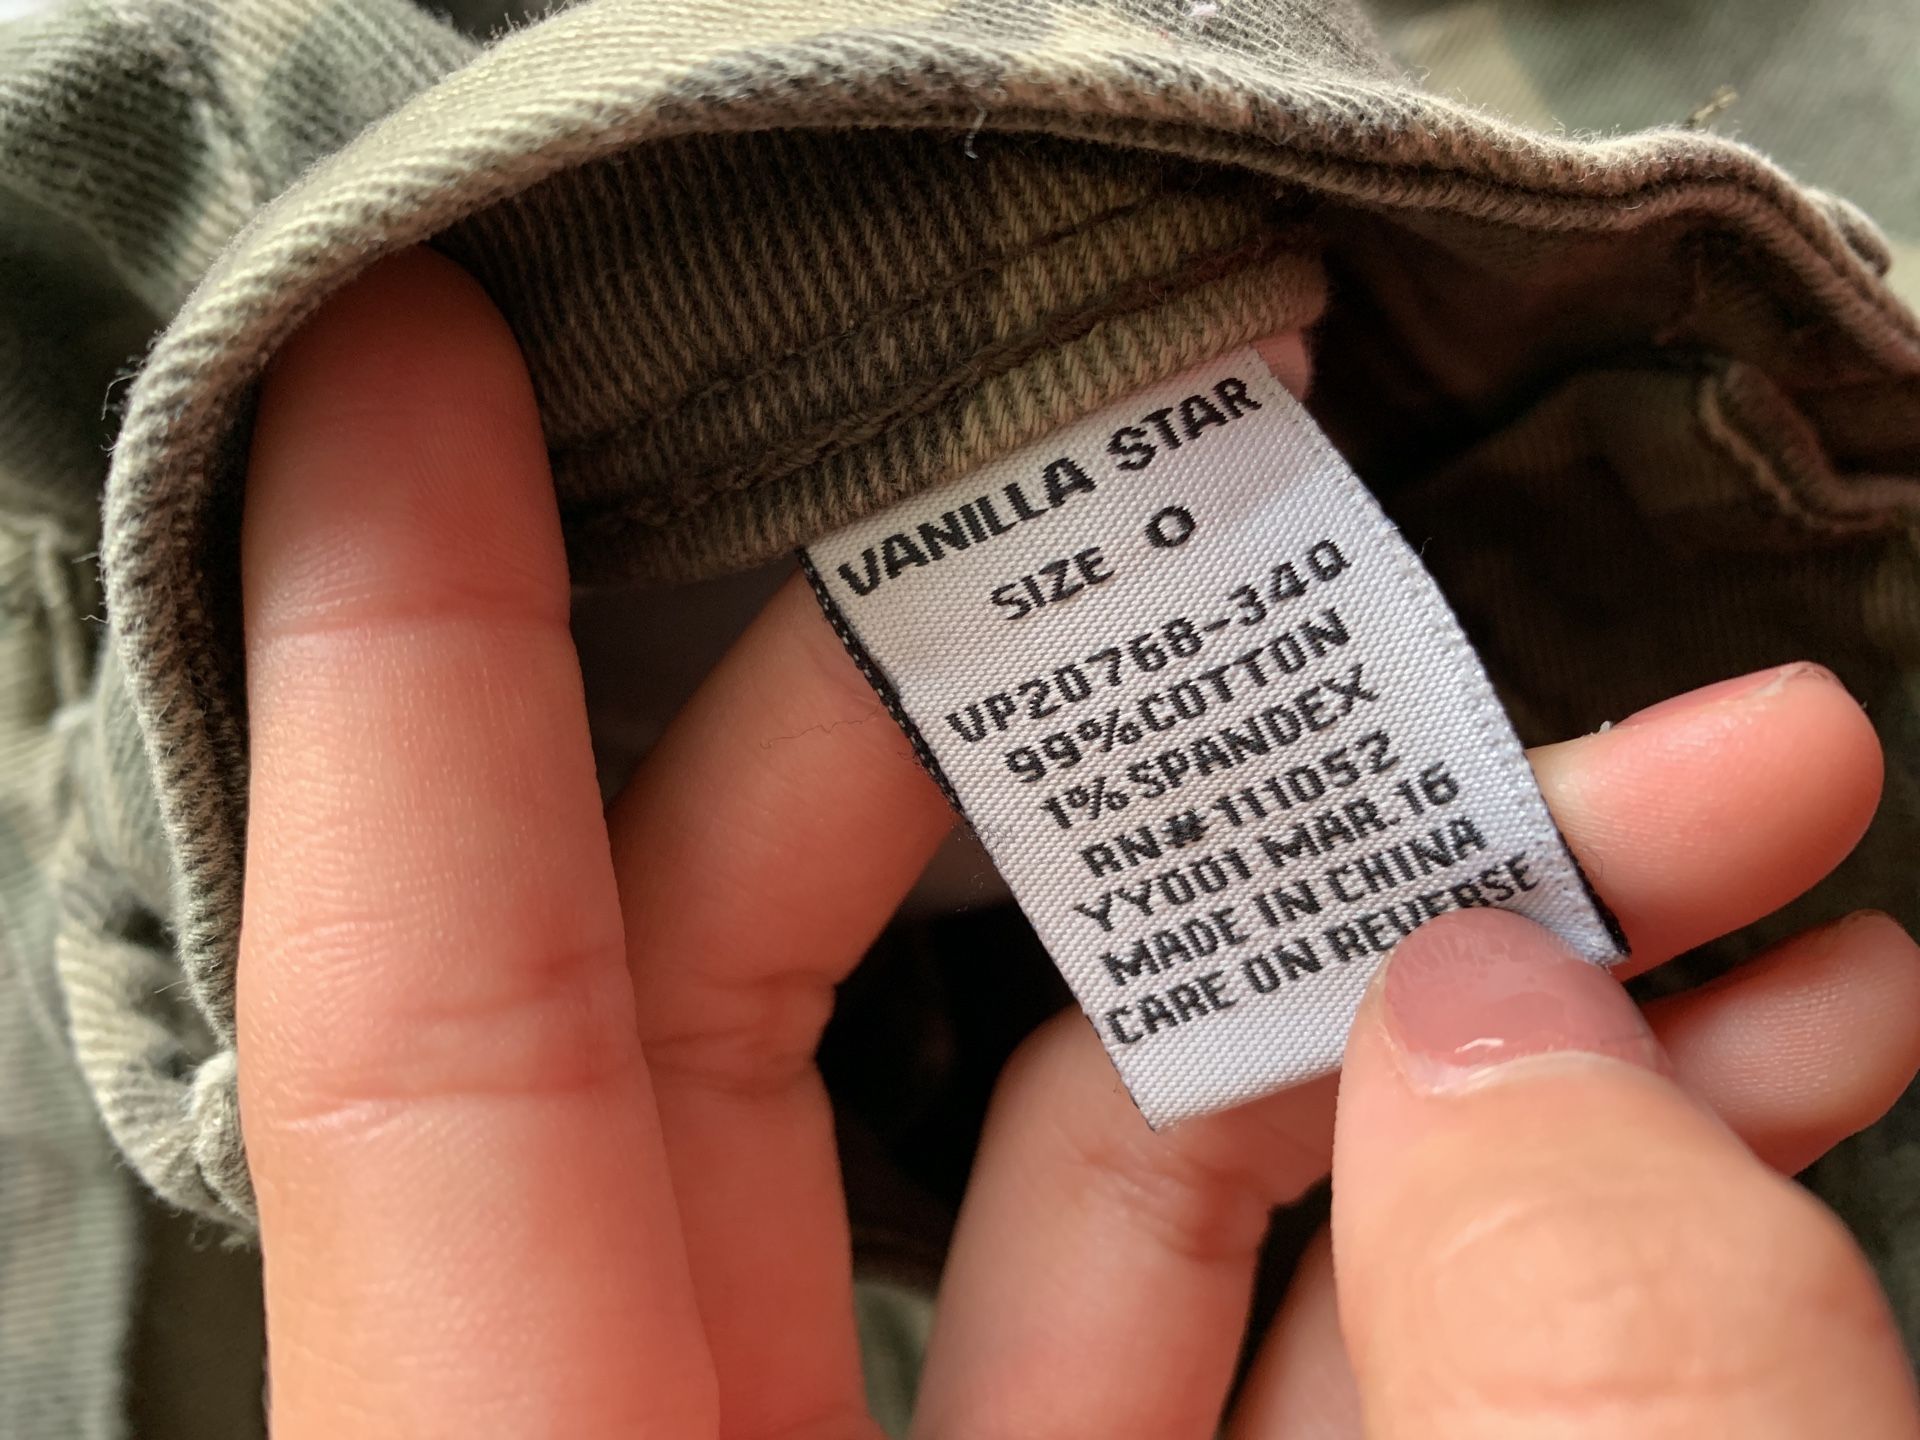 VANILLA STAR
SIZE 0
VP20768-34Q
99%COTTON
1%SPANDEX
RN#111052
YY001 MAR.16
MADE IN CHINA
CARE ON REVERSE